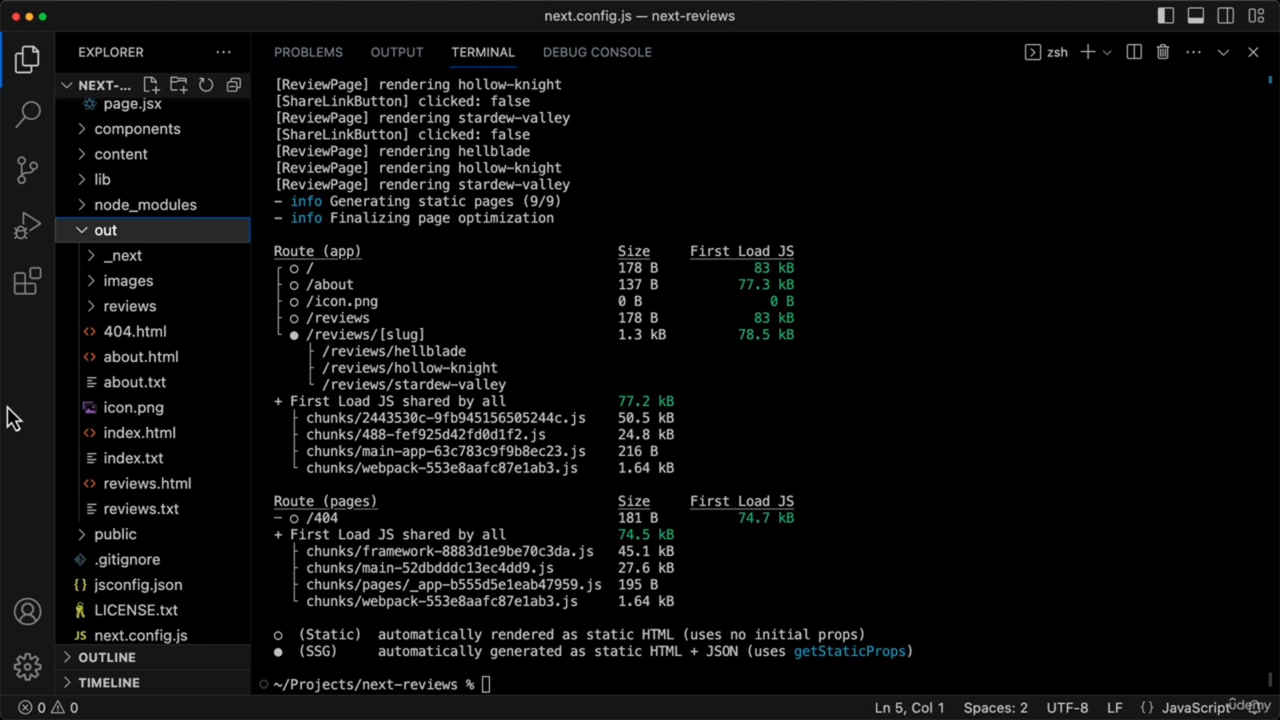 next.config.js — next-reviews
EXPLORER
NEXT-...
page.jsx
components
content
lib
node_modules
out
_next
images
reviews
404.html
about.html
about.txt
icon.png
index.html
index.txt
reviews.html
reviews.txt
public
.gitignore
jsconfig.json
LICENSE.txt
next.config.js
OUTLINE
TIMELINE
PROBLEMS OUTPUT TERMINAL DEBUG CONSOLE
zsh
[ReviewPage] rendering hollow-knight
[ShareLinkButton] clicked: false
[ReviewPage] rendering stardew-valley
[ShareLinkButton] clicked: false
[ReviewPage] rendering hellblade
[ReviewPage] rendering hollow-knight
[ReviewPage] rendering stardew-valley
- info Generating static pages (9/9)
- info Finalizing page optimization
Route (app) Size First Load JS
┌ ○ / 178 B 83 kB
├ ○ /about 137 B 77.3 kB
├ ○ /icon.png 0 B 0 B
├ ○ /reviews 178 B 83 kB
└ ● /reviews/[slug] 1.3 kB 78.5 kB
├ /reviews/hellblade
├ /reviews/hollow-knight
└ /reviews/stardew-valley
+ First Load JS shared by all 77.2 kB
├ chunks/2443530c-9fb945156505244c.js 50.5 kB
├ chunks/488-fef925d42fd0d1f2.js 24.8 kB
├ chunks/main-app-63c783c9f9b8ec23.js 216 B
└ chunks/webpack-553e8aafc87e1ab3.js 1.64 kB
Route (pages) Size First Load JS
─ ○ /404 181 B 74.7 kB
+ First Load JS shared by all 74.5 kB
├ chunks/framework-8883d1e9be70c3da.js 45.1 kB
├ chunks/main-52dbdddc13ec4dd9.js 27.6 kB
├ chunks/pages/_app-b555d5e1eab47959.js 195 B
└ chunks/webpack-553e8aafc87e1ab3.js 1.64 kB
○ (Static) automatically rendered as static HTML (uses no initial props)
● (SSG) automatically generated as static HTML + JSON (uses getStaticProps)
~/Projects/next-reviews %
0 0 Ln 5, Col 1 Spaces: 2 UTF-8 LF {} JavaScript
ûdemy